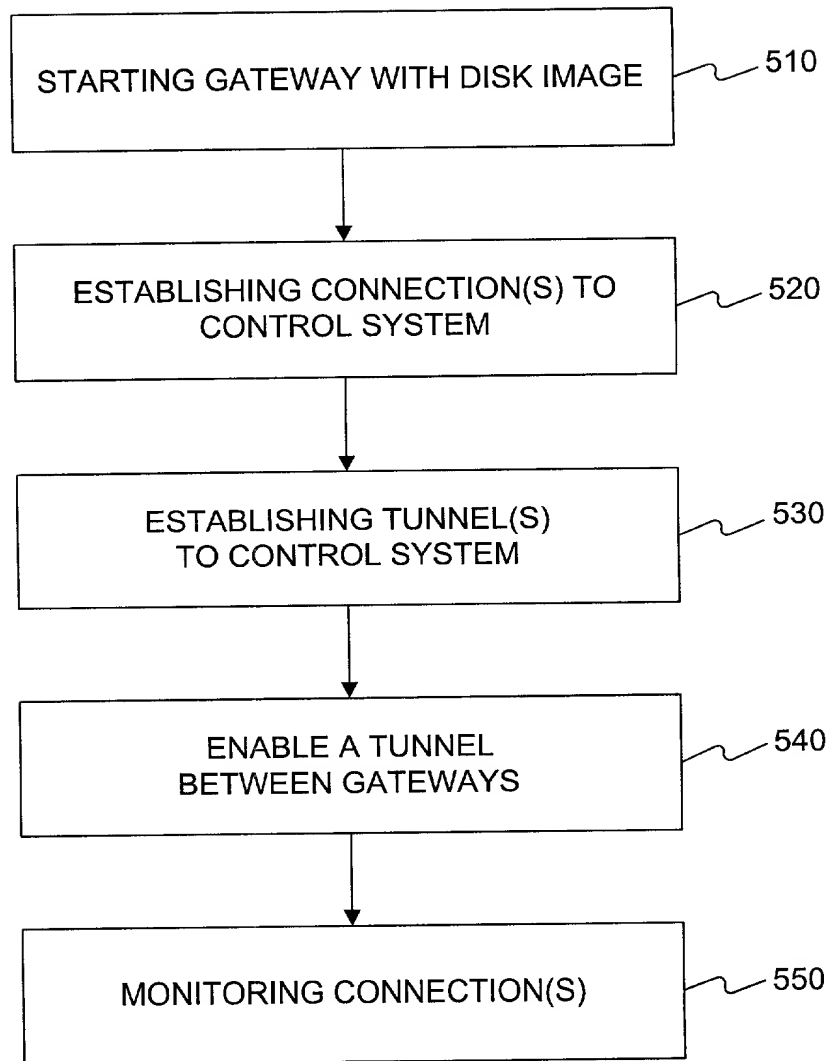 STARTING GATEWAY WITH DISK IMAGE
510
ESTABLISHING CONNECTION(S) TO
CONTROL SYSTEM
520
ESTABLISHING TUNNEL(S)
TO CONTROL SYSTEM
530
ENABLE A TUNNEL
BETWEEN GATEWAYS
540
MONITORING CONNECTION(S)
550